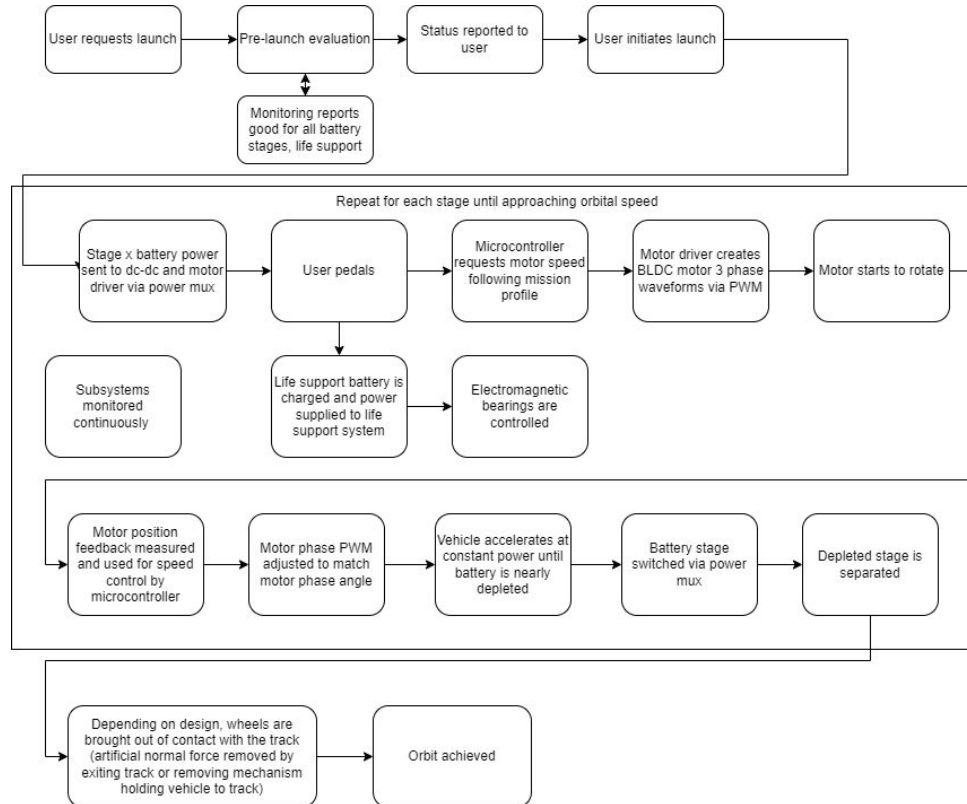 User requests launch
Pre-launch evaluation
Status reported to
user
User initiates launch
Monitoring reports
good for all battery
stages, life support
Repeat for each stage until approaching orbital speed
Stage x battery power
sent to dc-dc and motor
driver via power mux
User pedals
Microcontroller
requests motor speed
following mission
profile
Motor driver creates
BLDC motor 3 phase
waveforms via PWM
Motor starts to rotate
Subsystems
monitored
continuously
Life support battery is
charged and power
supplied to life
support system
Electromagnetic
bearings are
controlled
Motor position
feedback measured
and used for speed
control by
microcontroller
Motor phase PWM
adjusted to match
motor phase angle
Vehicle accelerates at
constant power until
battery is nearly
depleted
Battery stage
switched via power
mux
Depleted stage is
separated
Depending on design, wheels are
brought out of contact with the track
(artificial normal force removed by
exiting track or removing mechanism
holding vehicle to track)
Orbit achieved